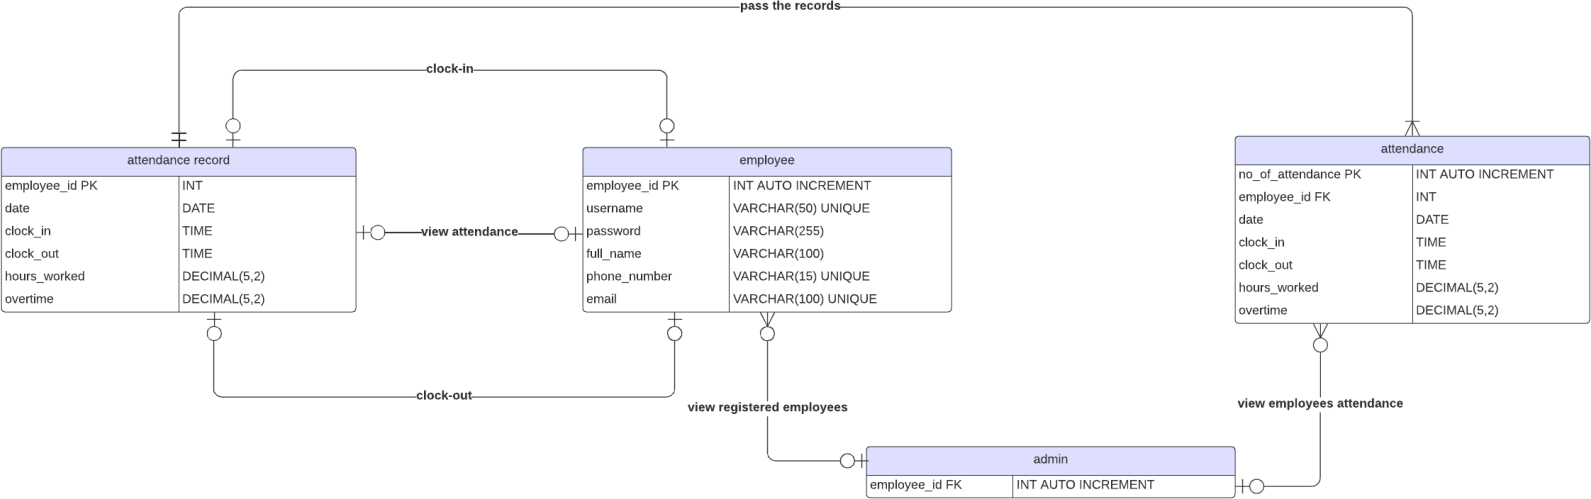 pass the records
clock-in
attendance record
employee_id PK INT
date DATE
clock_in TIME
clock_out TIME
hours_worked DECIMAL(5,2)
overtime DECIMAL(5,2)
view attendance
employee
employee_id PK INT AUTO INCREMENT
username VARCHAR(50) UNIQUE
password VARCHAR(255)
full_name VARCHAR(100)
phone_number VARCHAR(15) UNIQUE
email VARCHAR(100) UNIQUE
attendance
no_of_attendance PK INT AUTO INCREMENT
employee_id FK INT
date DATE
clock_in TIME
clock_out TIME
hours_worked DECIMAL(5,2)
overtime DECIMAL(5,2)
clock-out
view registered employees
view employees attendance
admin
employee_id FK INT AUTO INCREMENT